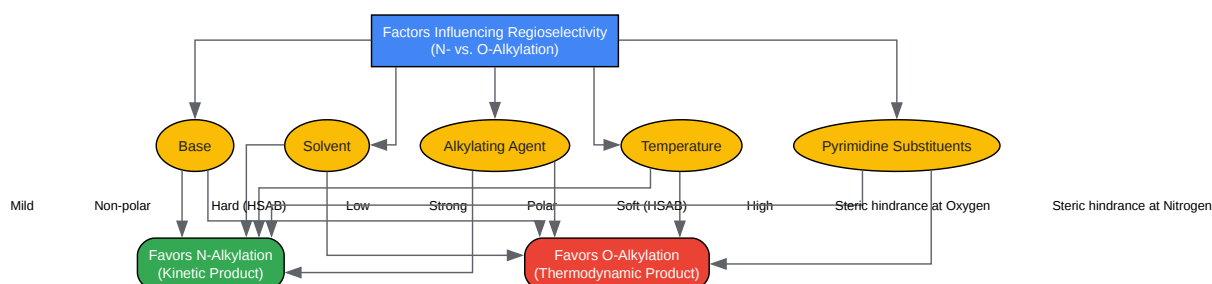 Factors Influencing Regioselectivity
(N- vs. O-Alkylation)
Base
Solvent
Alkylating Agent
Temperature
Pyrimidine Substituents
Mild
Non-polar
Hard (HSAB)
Low
Strong
Polar
Soft (HSAB)
High
Steric hindrance at Oxygen
Steric hindrance at Nitrogen
Favors N-Alkylation
(Kinetic Product)
Favors O-Alkylation
(Thermodynamic Product)